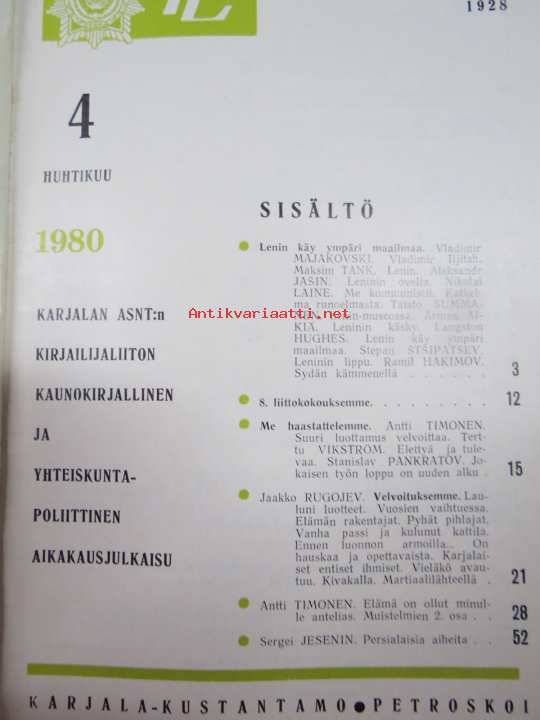 1928
4
HUHTIKUU
1980
KARJALAN ASNT:n
KIRJAILIJALIITON
KAUNOKIRJALLINEN
JA
YHTEISKUNTA-
POLIITTINEN
AIKAKAUSJULKAISU
SISÄLTÖ
Lenin käy ympäri maailmaa. Vladimir
MAJAKOVSKI. Vladimir Iljitsh.
Maksim TANK. Lenin. Aleksandr
JASIN. Leninin ovella. Nikolai
LAINE. Me kommunistit. Katkel-
ma runoelmasta. Taisto SUMMA-
Antikvariaatti.net
KIA. Leninin käsky. Langston
HUGHES. Lenin käy ympäri
maailmaa. Stepan STŠIPATŠEV.
Leninin lippu. Ramil HAKIMOV.
Sydän kämmenellä . . . . . . . 3
8. liittokokouksemme. . . . . . . . . 12
Me haastattelemme. Antti TIMONEN.
Suuri luottamus velvoittaa. Tert-
tu VIKSTRÖM. Elettyä ja tule-
vaa. Stanislav PANKRATOV. Jo-
kaisen työn loppu on uuden alku . 15
Jaakko RUGOJEV. Velvoituksemme. Lau-
luni luotteet. Vuosien vaihtuessa.
Elämän rakentajat. Pyhät pihlajat.
Vanha passi ja kulunut kattila.
Ennen luonnon armoilla... On
hauskaa ja opettavaista. Karjalai-
set entiset ihmiset. Vieläkö avau-
tuu. Kivakalla. Martiaalilähteellä . 21
Antti TIMONEN. Elämä on ollut minul-
le antelias. Muistelmien 2. osa . . 28
Sergei JESENIN. Persialaisia aiheita . . 52
KARJALA-KUSTANTAMO ● PETROSKOI